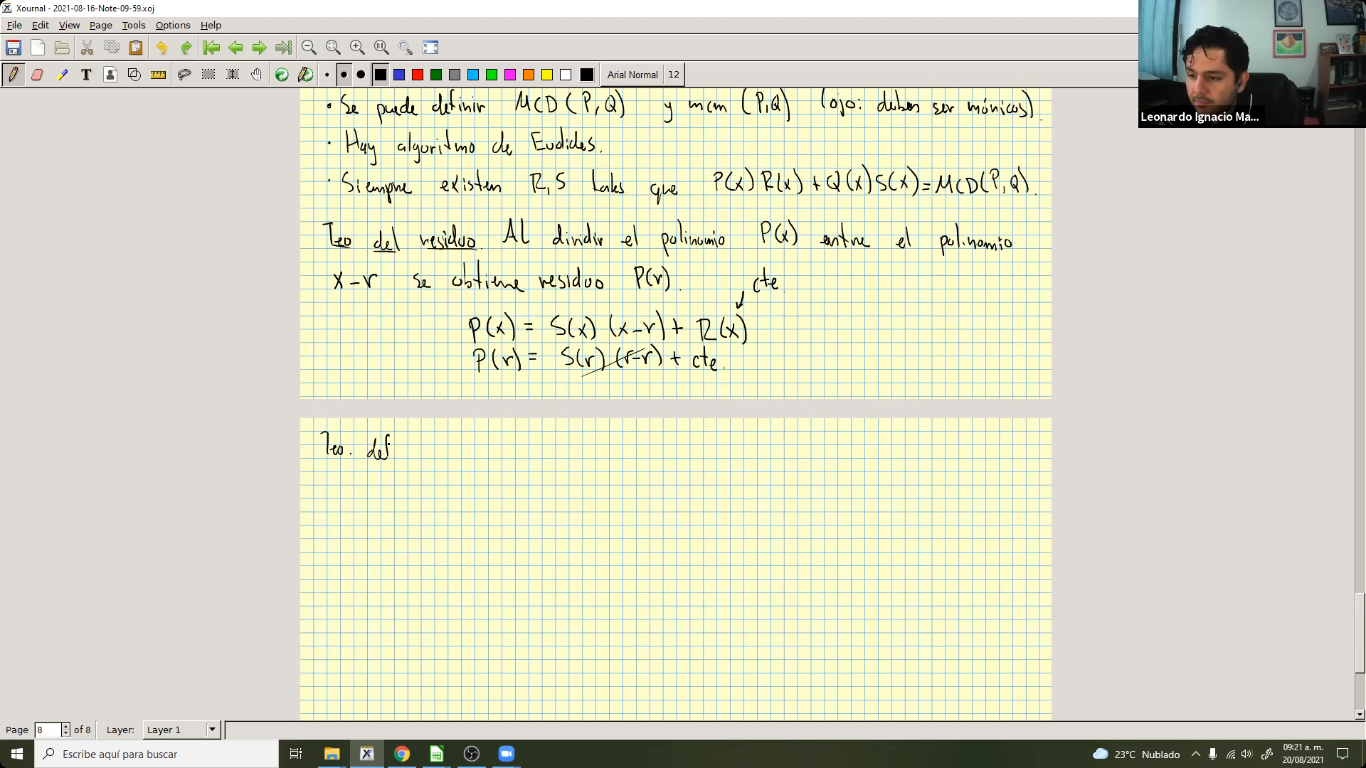 Xournal - 2021-08-16-Note-09-59.xoj
File Edit View Page Tools Options Help
Arial Normal 12
Leonardo Ignacio Ma...
• Se puede definir MCD(P,Q) y mcm (P,Q) (ojo: deben ser mónicos).
• Hay algoritmo de Euclides.
• Siempre existen R,S tales que P(x)R(x)+Q(x)S(x)=MCD(P,Q).
Teo del residuo. Al dividir el polinomio P(x) entre el polinomio
x-r se obtiene residuo P(r). cte.
P(x) = S(x) (x-r) + R(x)
P(r) = S(r) (r-r) + cte.
Teo. def
Page 8 of 8 Layer: Layer 1
Escribe aquí para buscar
23°C Nublado
09:21 a. m.
20/08/2021